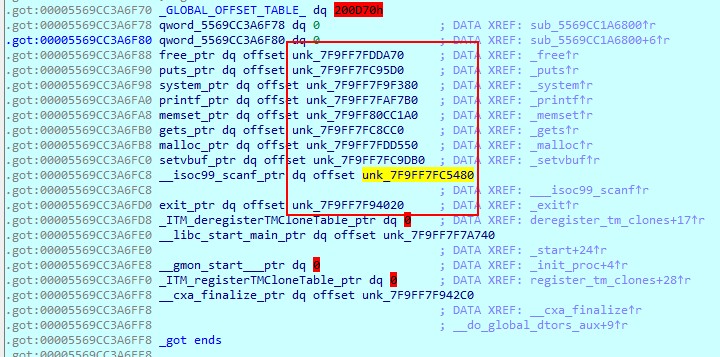 .got:00005569CC3A6F70 _GLOBAL_OFFSET_TABLE_ dq 200D70h
.got:00005569CC3A6F78 qword_5569CC3A6F78 dq 0 ; DATA XREF: sub_5569CC1A6800↑r
.got:00005569CC3A6F80 qword_5569CC3A6F80 dq 0 ; DATA XREF: sub_5569CC1A6800+6↑r
.got:00005569CC3A6F88 free_ptr dq offset unk_7F9FF7FDDA70 ; DATA XREF: _free↑r
.got:00005569CC3A6F90 puts_ptr dq offset unk_7F9FF7FC95D0 ; DATA XREF: _puts↑r
.got:00005569CC3A6F98 system_ptr dq offset unk_7F9FF7F9F380 ; DATA XREF: _system↑r
.got:00005569CC3A6FA0 printf_ptr dq offset unk_7F9FF7FAF7B0 ; DATA XREF: _printf↑r
.got:00005569CC3A6FA8 memset_ptr dq offset unk_7F9FF80CC1A0 ; DATA XREF: _memset↑r
.got:00005569CC3A6FB0 gets_ptr dq offset unk_7F9FF7FC8CC0 ; DATA XREF: _gets↑r
.got:00005569CC3A6FB8 malloc_ptr dq offset unk_7F9FF7FDD550 ; DATA XREF: _malloc↑r
.got:00005569CC3A6FC0 setvbuf_ptr dq offset unk_7F9FF7FC9DB0 ; DATA XREF: _setvbuf↑r
.got:00005569CC3A6FC8 __isoc99_scanf_ptr dq offset unk_7F9FF7FC5480
.got:00005569CC3A6FC8 ; DATA XREF: ___isoc99_scanf↑r
.got:00005569CC3A6FD0 exit_ptr dq offset unk_7F9FF7F94020 ; DATA XREF: _exit↑r
.got:00005569CC3A6FD8 _ITM_deregisterTMCloneTable_ptr dq 0 ; DATA XREF: deregister_tm_clones+17↑r
.got:00005569CC3A6FE0 __libc_start_main_ptr dq offset unk_7F9FF7F7A740
.got:00005569CC3A6FE0 ; DATA XREF: _start+24↑r
.got:00005569CC3A6FE8 __gmon_start___ptr dq 0 ; DATA XREF: _init_proc+4↑r
.got:00005569CC3A6FF0 _ITM_registerTMCloneTable_ptr dq 0 ; DATA XREF: register_tm_clones+28↑r
.got:00005569CC3A6FF8 __cxa_finalize_ptr dq offset unk_7F9FF7F942C0
.got:00005569CC3A6FF8 ; DATA XREF: __cxa_finalize↑r
.got:00005569CC3A6FF8 ; __do_global_dtors_aux+9↑r
.got:00005569CC3A6FF8 _got ends